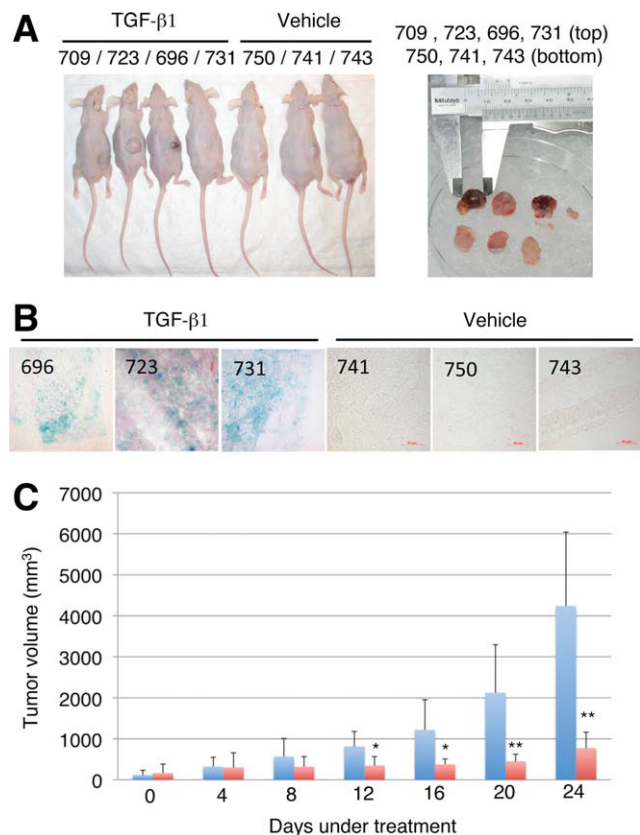 A
TGF-β1
Vehicle
709 / 723 / 696 / 731
750 / 741 / 743
709 , 723, 696, 731 (top)
750, 741, 743 (bottom)
Mitutoyo
B
TGF-β1
Vehicle
696
723
731
741
750
743
C
Tumor volume (mm³)
7000
6000
5000
4000
3000
2000
1000
0
*
*
**
**
0
4
8
12
16
20
24
Days under treatment